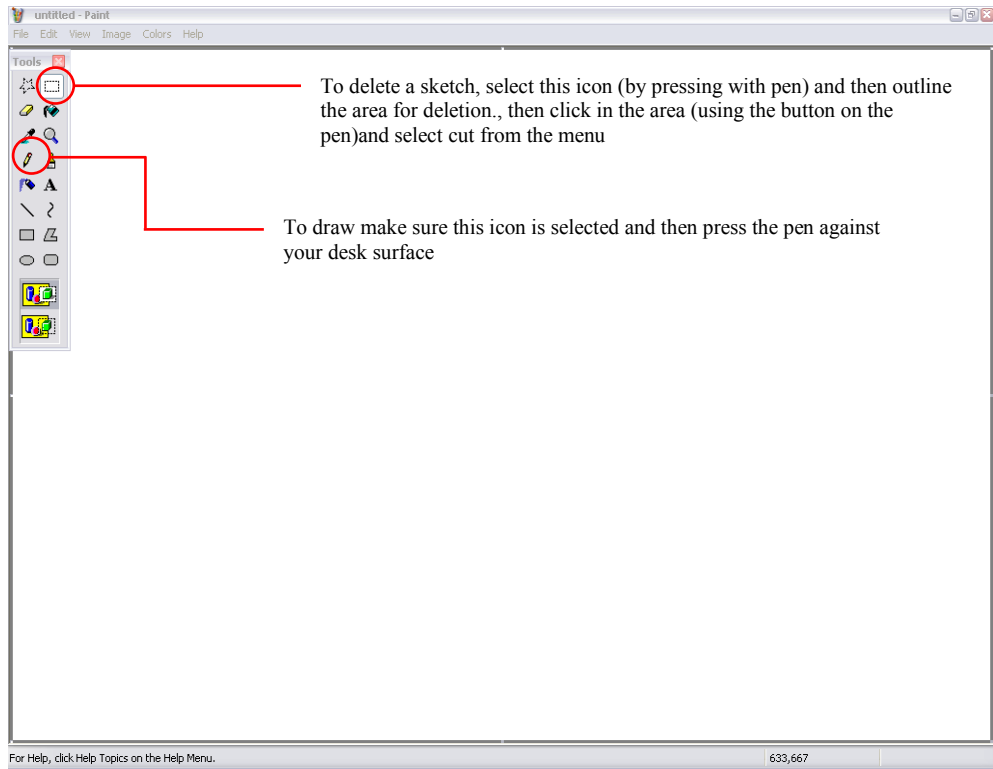 untitled - Paint
File Edit View Image Colors Help
Tools
To delete a sketch, select this icon (by pressing with pen) and then outline
the area for deletion., then click in the area (using the button on the
pen)and select cut from the menu
A
To draw make sure this icon is selected and then press the pen against
your desk surface
For Help, click Help Topics on the Help Menu.
633,667